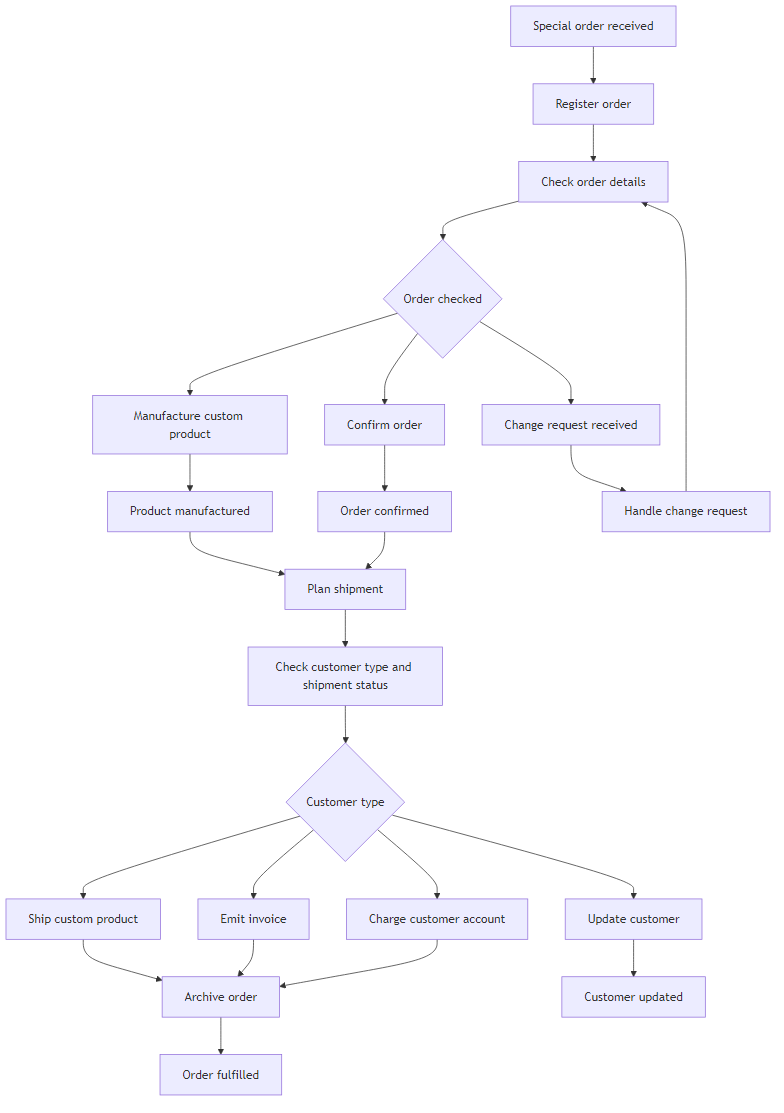 Special order received
Register order
Check order details
Order checked
Manufacture custom
product
Confirm order
Change request received
Product manufactured
Order confirmed
Handle change request
Plan shipment
Check customer type and
shipment status
Customer type
Ship custom product
Emit invoice
Charge customer account
Update customer
Archive order
Customer updated
Order fulfilled